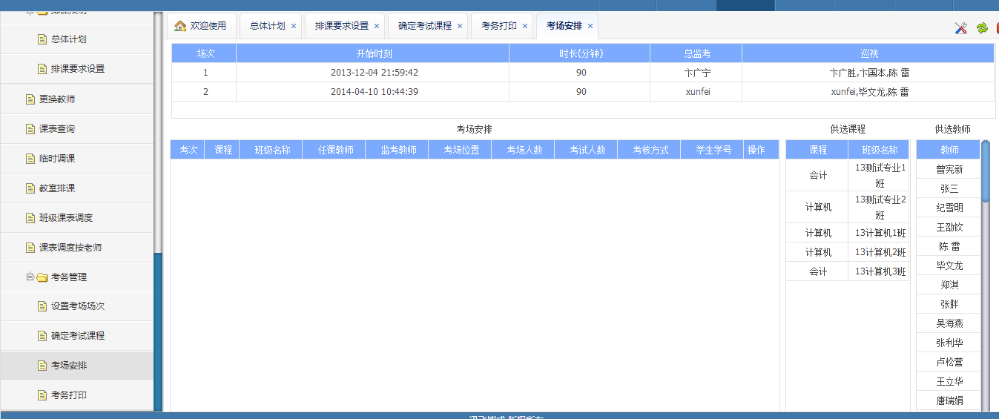 总体计划
排课要求设置
更换教师
课表查询
临时调课
教室排课
班级课表调度
课表调度按老师
考务管理
设置考场场次
确定考试课程
考场安排
考务打印
欢迎使用 总体计划 × 排课要求设置 × 确定考试课程 × 考务打印 × 考场安排 ×
场次 开始时刻 时长(分钟) 总监考 巡视
1 2013-12-04 21:59:42 90 卞广宁 卞广胜,卞国本,陈 雷
2 2014-04-10 10:44:39 90 xunfei xunfei,毕文龙,陈 雷
考场安排
考次 课程 班级名称 任课教师 监考教师 考场位置 考场人数 考试人数 考核方式 学生学号 操作
供选课程
课程 班级名称
会计 13测试专业1
班
计算机 13测试专业2
班
计算机 13计算机1班
计算机 13计算机2班
会计 13计算机3班
供选教师
教师
曾宪新
张三
纪雪明
王劭钦
陈 雷
毕文龙
郑淇
张胖
吴海燕
张利华
卢松营
王立华
唐瑞娟